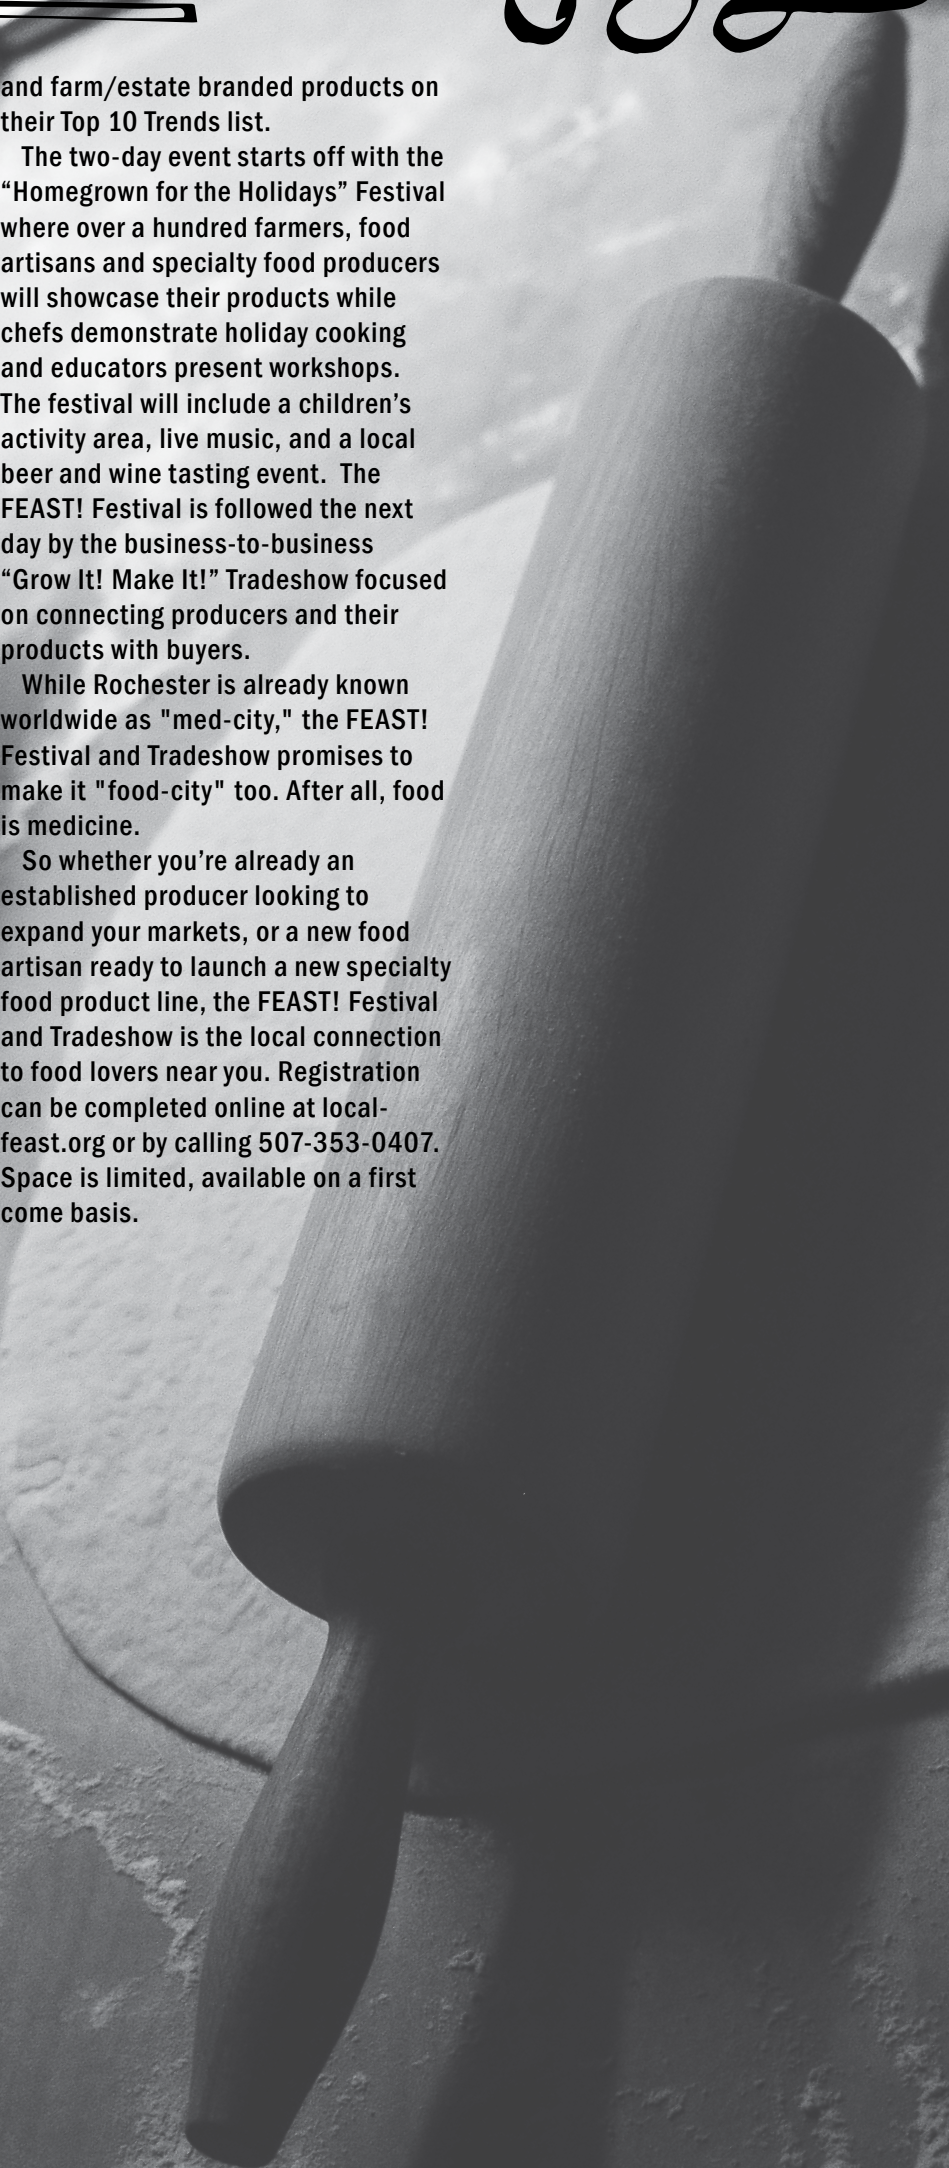 and farm/estate branded products on
their Top 10 Trends list.
The two-day event starts off with the
“Homegrown for the Holidays” Festival
where over a hundred farmers, food
artisans and specialty food producers
will showcase their products while
chefs demonstrate holiday cooking
and educators present workshops.
The festival will include a children’s
activity area, live music, and a local
beer and wine tasting event.  The
FEAST! Festival is followed the next
day by the business-to-business
“Grow It! Make It!” Tradeshow focused
on connecting producers and their
products with buyers.
While Rochester is already known
worldwide as "med-city," the FEAST!
Festival and Tradeshow promises to
make it "food-city" too. After all, food
is medicine.
So whether you’re already an
established producer looking to
expand your markets, or a new food
artisan ready to launch a new specialty
food product line, the FEAST! Festival
and Tradeshow is the local connection
to food lovers near you. Registration
can be completed online at local-
feast.org or by calling 507-353-0407.
Space is limited, available on a first
come basis.